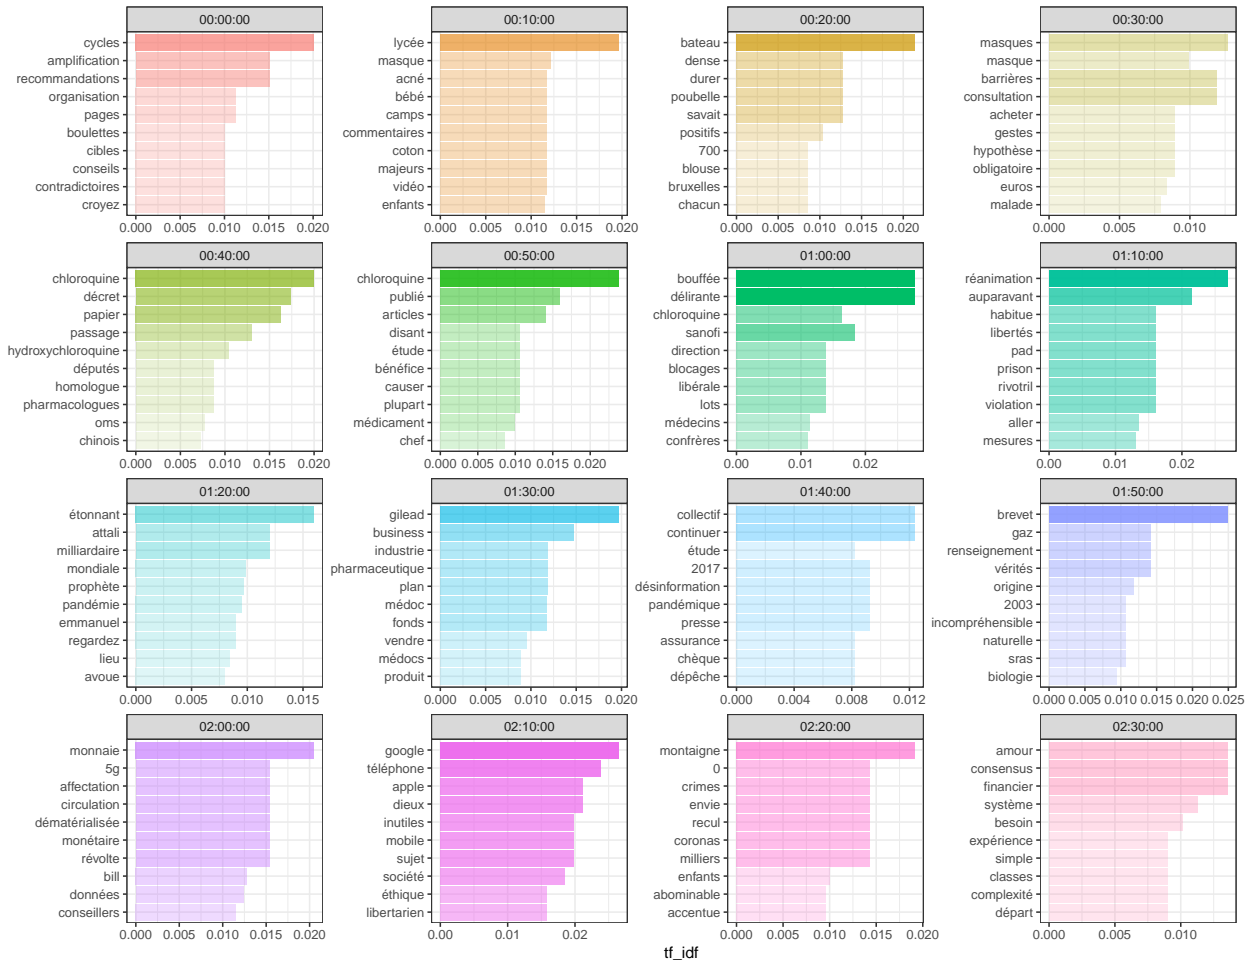 00:00:00
cycles
amplification
recommandations
organisation
pages
boulettes
cibles
conseils
contradictoires
croyez
0.000 0.005 0.010 0.015 0.020
00:10:00
lycée
masque
acné
bébé
camps
commentaires
coton
majeurs
vidéo
enfants
0.000 0.005 0.010 0.015 0.020
00:20:00
bateau
dense
durer
poubelle
savait
positifs
700
blouse
bruxelles
chacun
0.000 0.005 0.010 0.015 0.020
00:30:00
masques
masque
barrières
consultation
acheter
gestes
hypothèse
obligatoire
euros
malade
0.000 0.005 0.010
00:40:00
chloroquine
décret
papier
passage
hydroxychloroquine
députés
homologue
pharmacologues
oms
chinois
0.000 0.005 0.010 0.015 0.020
00:50:00
chloroquine
publié
articles
disant
étude
bénéfice
causer
plupart
médicament
chef
0.000 0.005 0.010 0.015 0.020
01:00:00
bouffée
délirante
chloroquine
sanofi
direction
blocages
libérale
lots
médecins
confrères
0.00 0.01 0.02
01:10:00
réanimation
auparavant
habitue
libertés
pad
prison
rivotril
violation
aller
mesures
0.00 0.01 0.02
01:20:00
étonnant
attali
milliardaire
mondiale
prophète
pandémie
emmanuel
regardez
lieu
avoue
0.000 0.005 0.010 0.015
01:30:00
gilead
business
industrie
pharmaceutique
plan
médoc
fonds
vendre
médocs
produit
0.000 0.005 0.010 0.015 0.020
01:40:00
collectif
continuer
étude
2017
désinformation
pandémique
presse
assurance
chèque
dépêche
0.000 0.004 0.008 0.012
01:50:00
brevet
gaz
renseignement
vérités
origine
2003
incompréhensible
naturelle
sras
biologie
0.000 0.005 0.010 0.015 0.020 0.025
02:00:00
monnaie
5g
affectation
circulation
dématérialisée
monétaire
révolte
bill
données
conseillers
0.000 0.005 0.010 0.015 0.020
02:10:00
google
téléphone
apple
dieux
inutiles
mobile
sujet
société
éthique
libertarien
0.00 0.01 0.02
02:20:00
montaigne
0
crimes
envie
recul
coronas
milliers
enfants
abominable
accentue
0.000 0.005 0.010 0.015 0.020
02:30:00
amour
consensus
financier
système
besoin
expérience
simple
classes
complexité
départ
0.000 0.005 0.010
tf_idf